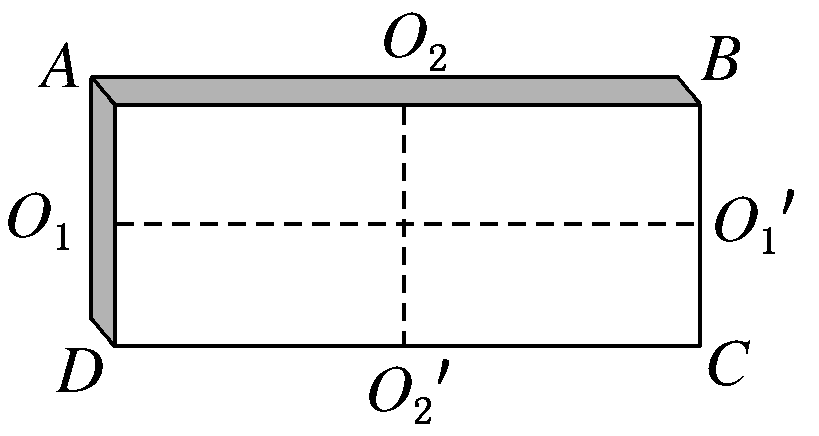 A O₂ B
O₁ O₁′
D O₂′ C